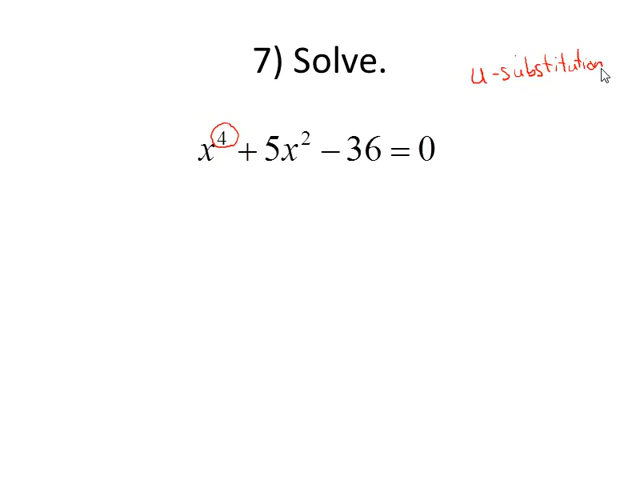 7) Solve.
u-substitution
x⁴ + 5x² − 36 = 0